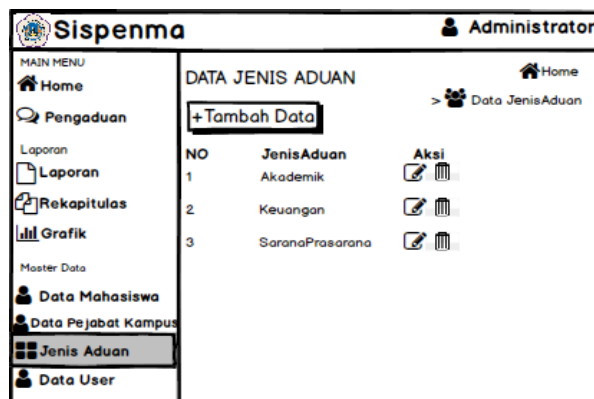 Sispenma
Administrator
MAIN MENU
Home
Pengaduan
Laporan
Laporan
Rekapitulas
Grafik
Master Data
Data Mahasiswa
Data Pejabat Kampus
Jenis Aduan
Data User
DATA JENIS ADUAN
Home
> Data JenisAduan
+Tambah Data
NO JenisAduan Aksi
1 Akademik
2 Keuangan
3 SaranaPrasarana